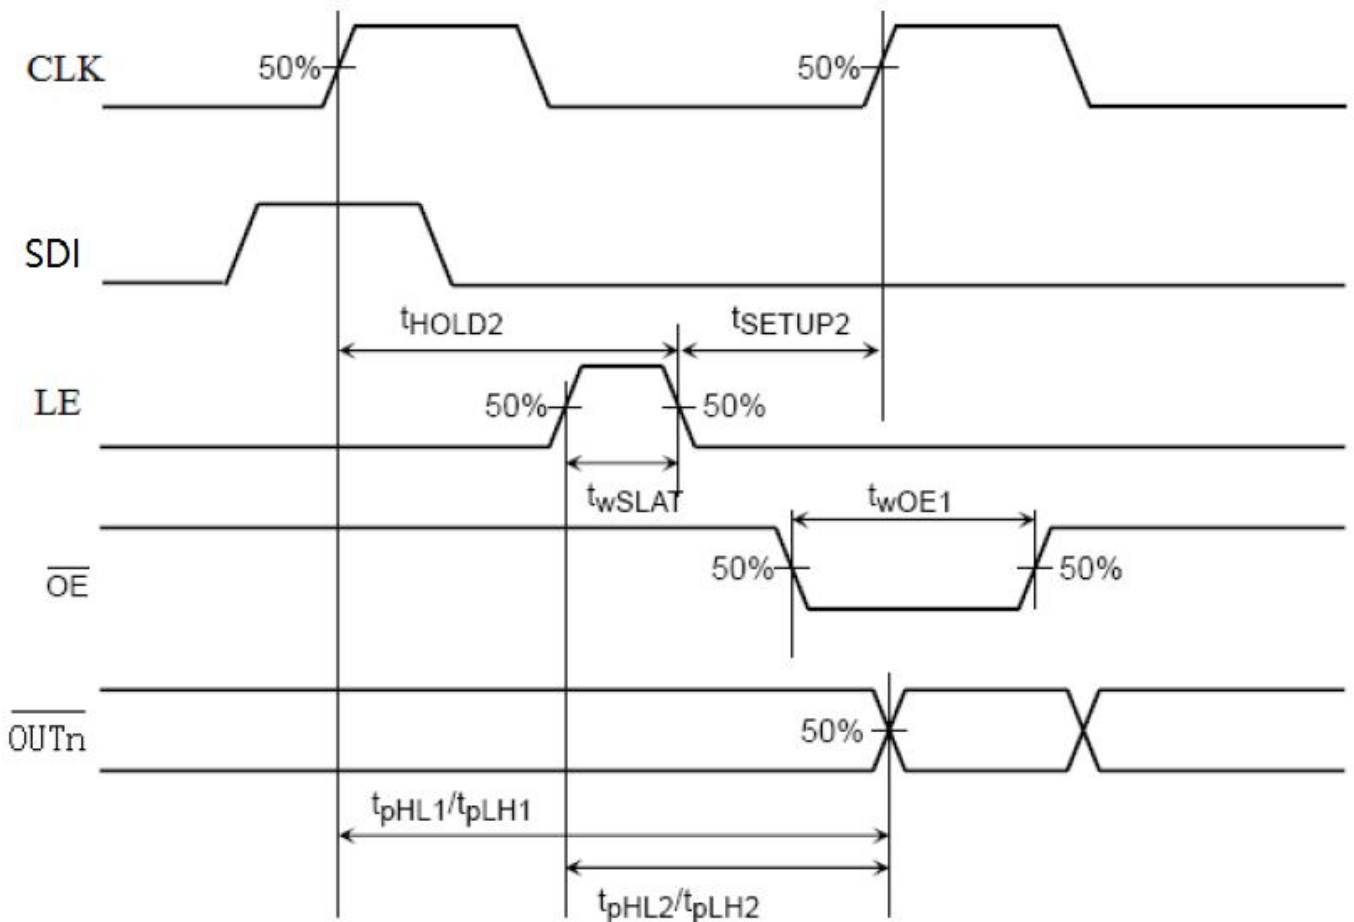 CLK
50%
50%
SDI
tHOLD2
tSETUP2
LE
50%
50%
twSLAT
twOE1
OE
50%
50%
OUTn
50%
tpHL1/tpLH1
tpHL2/tpLH2